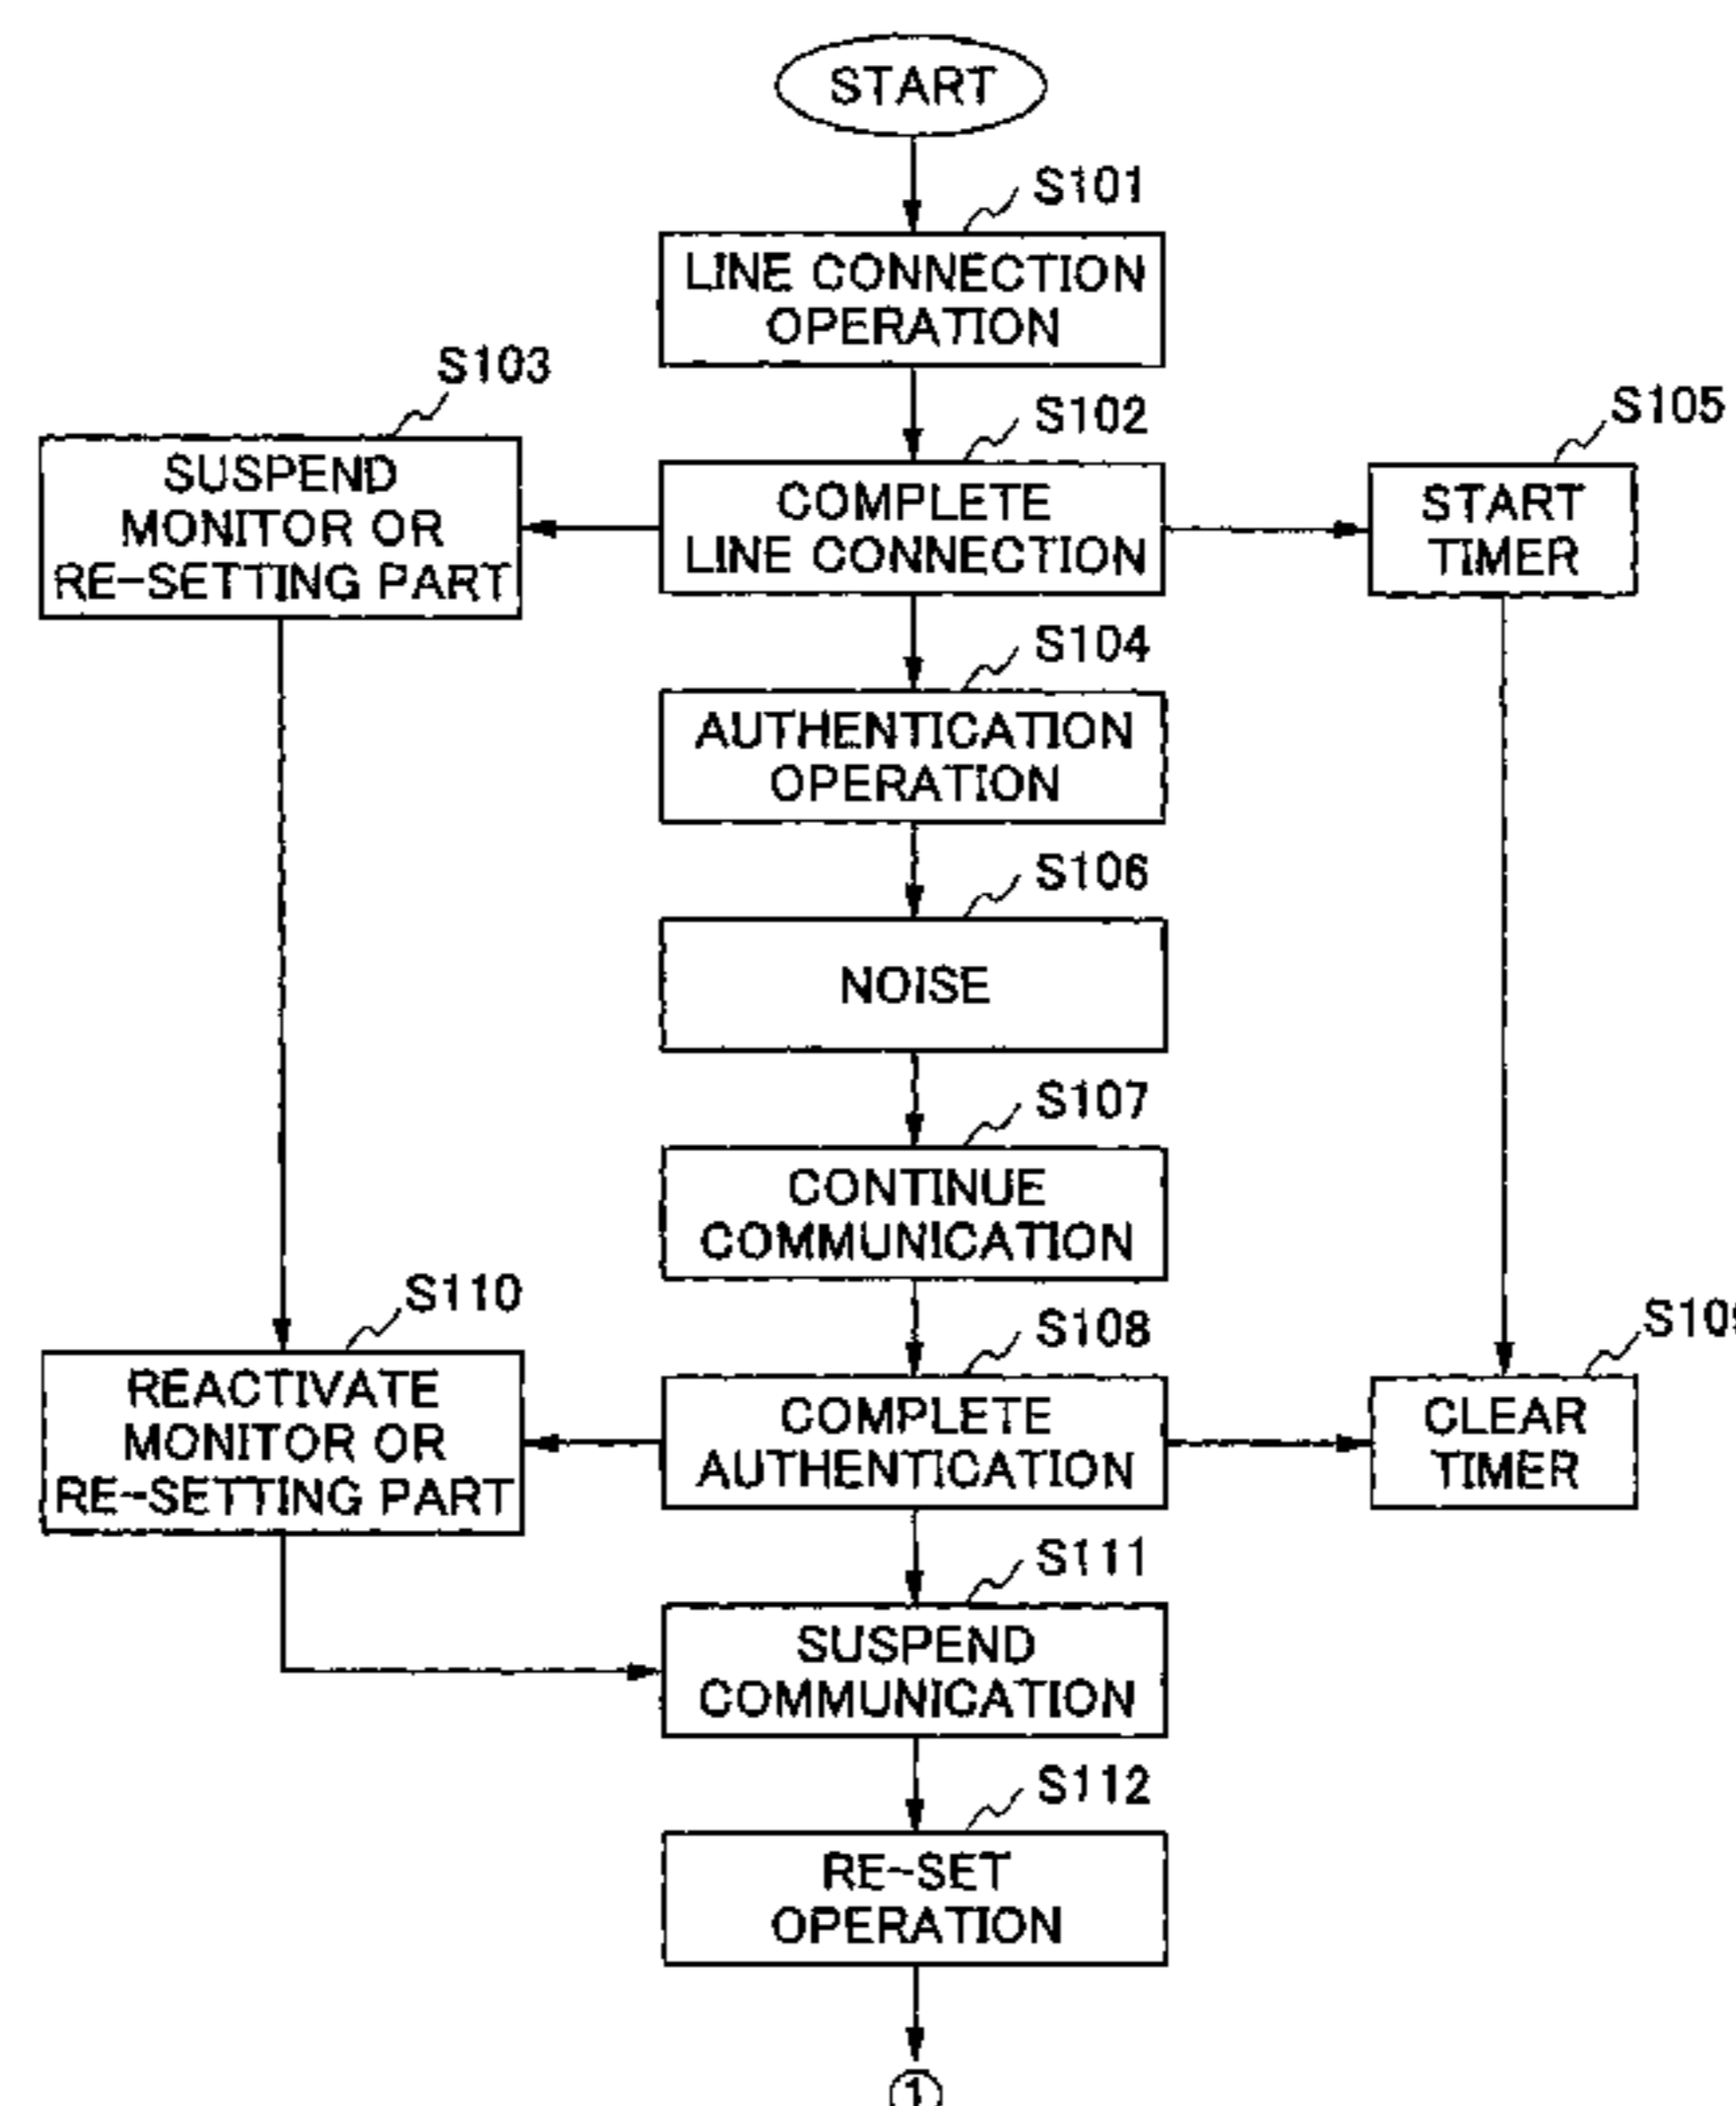 START
S101
LINE CONNECTION
OPERATION
S103
SUSPEND
MONITOR OR
RE-SETTING PART
S102
COMPLETE
LINE CONNECTION
S105
START
TIMER
S104
AUTHENTICATION
OPERATION
S106
NOISE
S107
CONTINUE
COMMUNICATION
S110
REACTIVATE
MONITOR OR
RE-SETTING PART
S108
COMPLETE
AUTHENTICATION
S109
CLEAR
TIMER
S111
SUSPEND
COMMUNICATION
S112
RE-SET
OPERATION
1